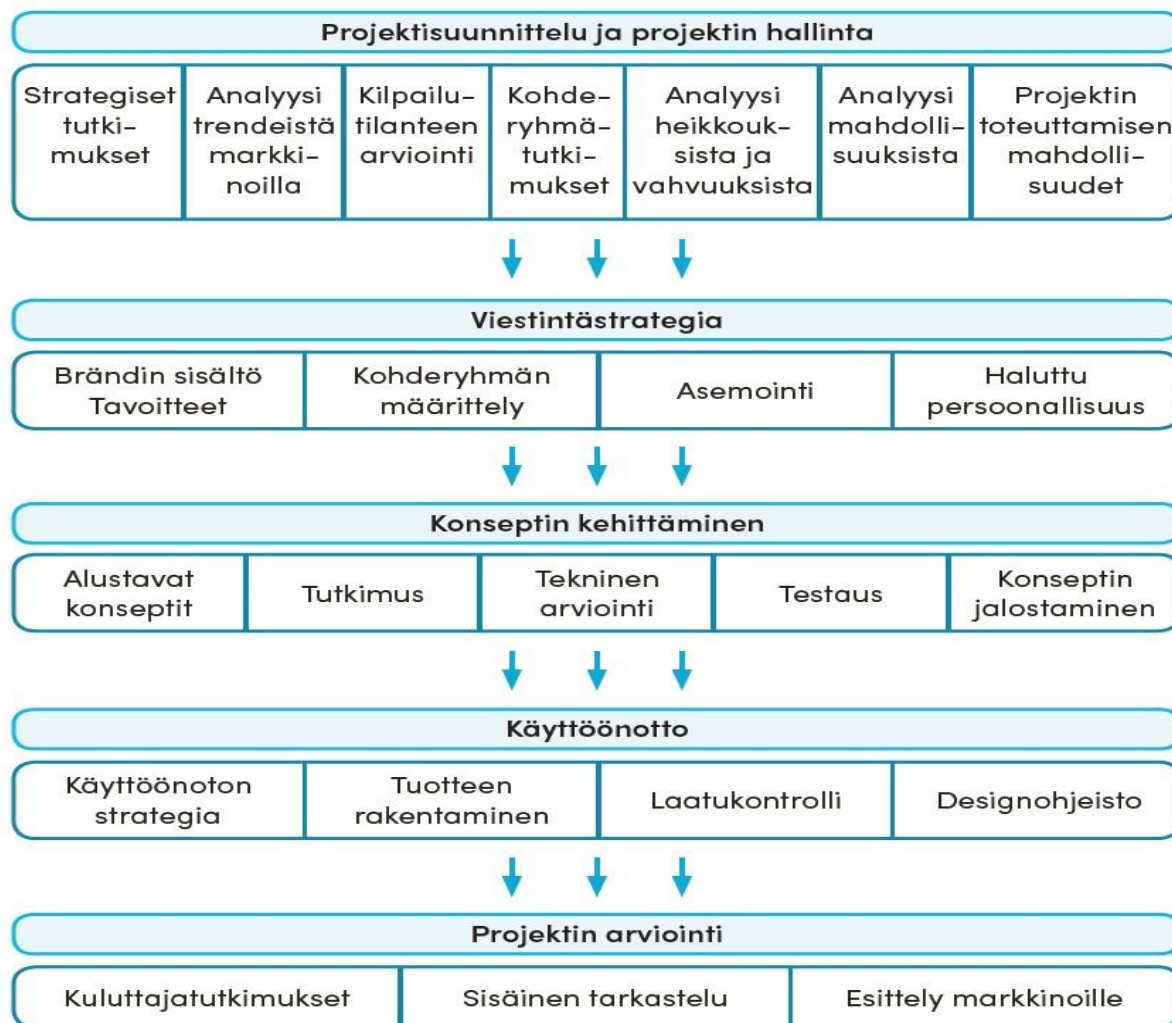 Projektisuunnittelu ja projektin hallinta
Strategiset
tutki-
mukset
Analyysi
trendeistä
markki-
noilla
Kilpailu-
tilanteen
arviointi
Kohde-
ryhmä-
tutki-
mukset
Analyysi
heikkouk-
sista ja
vahvuuksista
Analyysi
mahdolli-
suuksista
Projektin
toteuttamisen
mahdolli-
suudet
Viestintästrategia
Brändin sisältö
Tavoitteet
Kohderyhmän
määrittely
Asemointi
Haluttu
persoonallisuus
Konseptin kehittäminen
Alustavat
konseptit
Tutkimus
Tekninen
arviointi
Testaus
Konseptin
jalostaminen
Käyttöönotto
Käyttöönoton
strategia
Tuotteen
rakentaminen
Laatukontrolli
Designohjeisto
Projektin arviointi
Kuluttajatutkimukset
Sisäinen tarkastelu
Esittely markkinoille